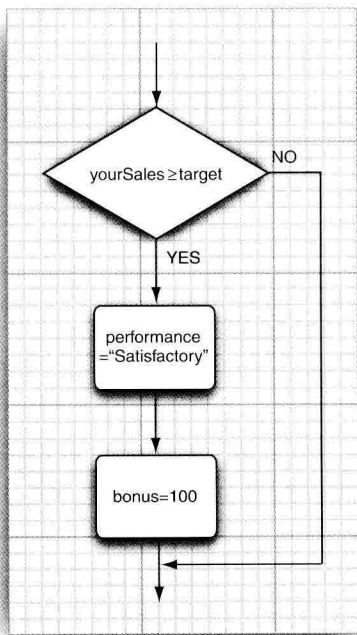 yourSales≥target
NO
YES
performance
=“Satisfactory”
bonus=100